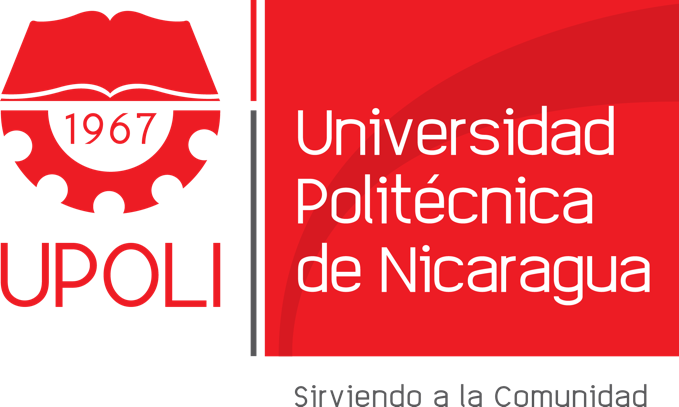 1967
UPOLI
Universidad
Politécnica
de Nicaragua
Sirviendo a la Comunidad